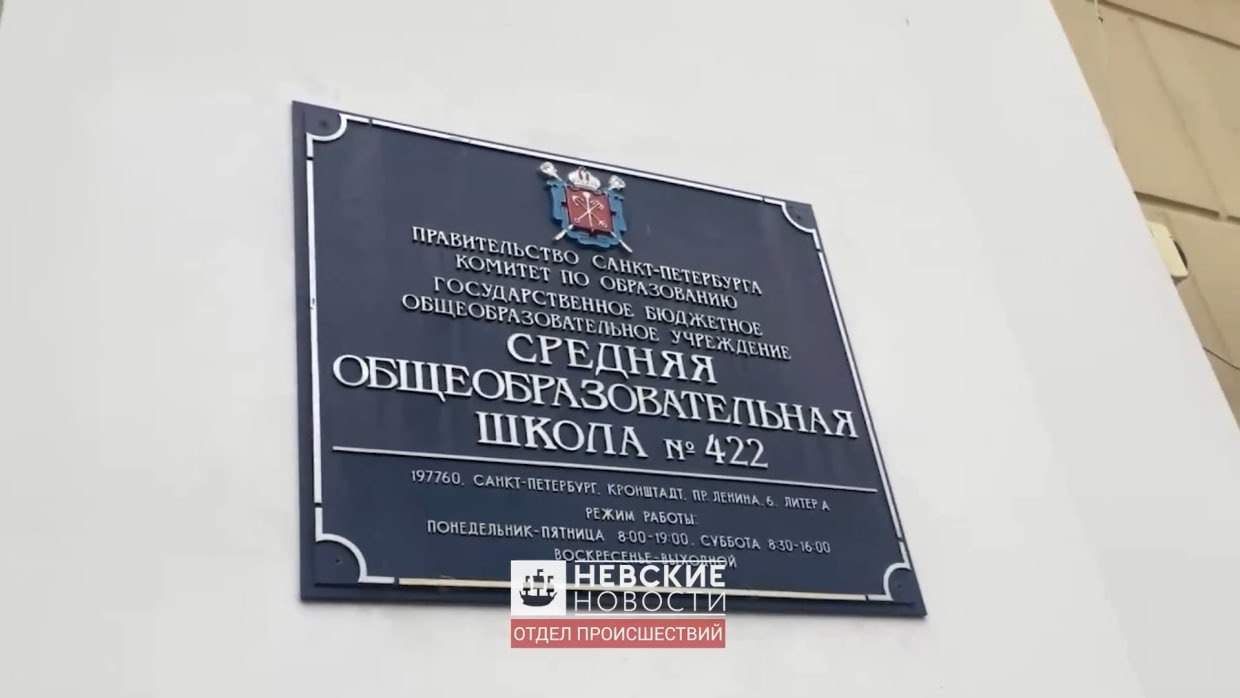 ПРАВИТЕЛЬСТВО САНКТ-ПЕТЕРБУРГА
КОМИТЕТ ПО ОБРАЗОВАНИЮ
ГОСУДАРСТВЕННОЕ БЮДЖЕТНОЕ
ОБЩЕОБРАЗОВАТЕЛЬНОЕ УЧРЕЖДЕНИЕ
СРЕДНЯЯ
ОБЩЕОБРАЗОВАТЕЛЬНАЯ
ШКОЛА № 422
197760, САНКТ-ПЕТЕРБУРГ, КРОНШТАДТ, ПР. ЛЕНИНА, 6, ЛИТЕР А
РЕЖИМ РАБОТЫ:
ПОНЕДЕЛЬНИК-ПЯТНИЦА 8:00-19:00, СУББОТА 8:30-16:00
ВОСКРЕСЕНЬЕ-ВЫХОДНОЙ
НЕВСКИЕ
НОВОСТИ
ОТДЕЛ ПРОИСШЕСТВИЙ